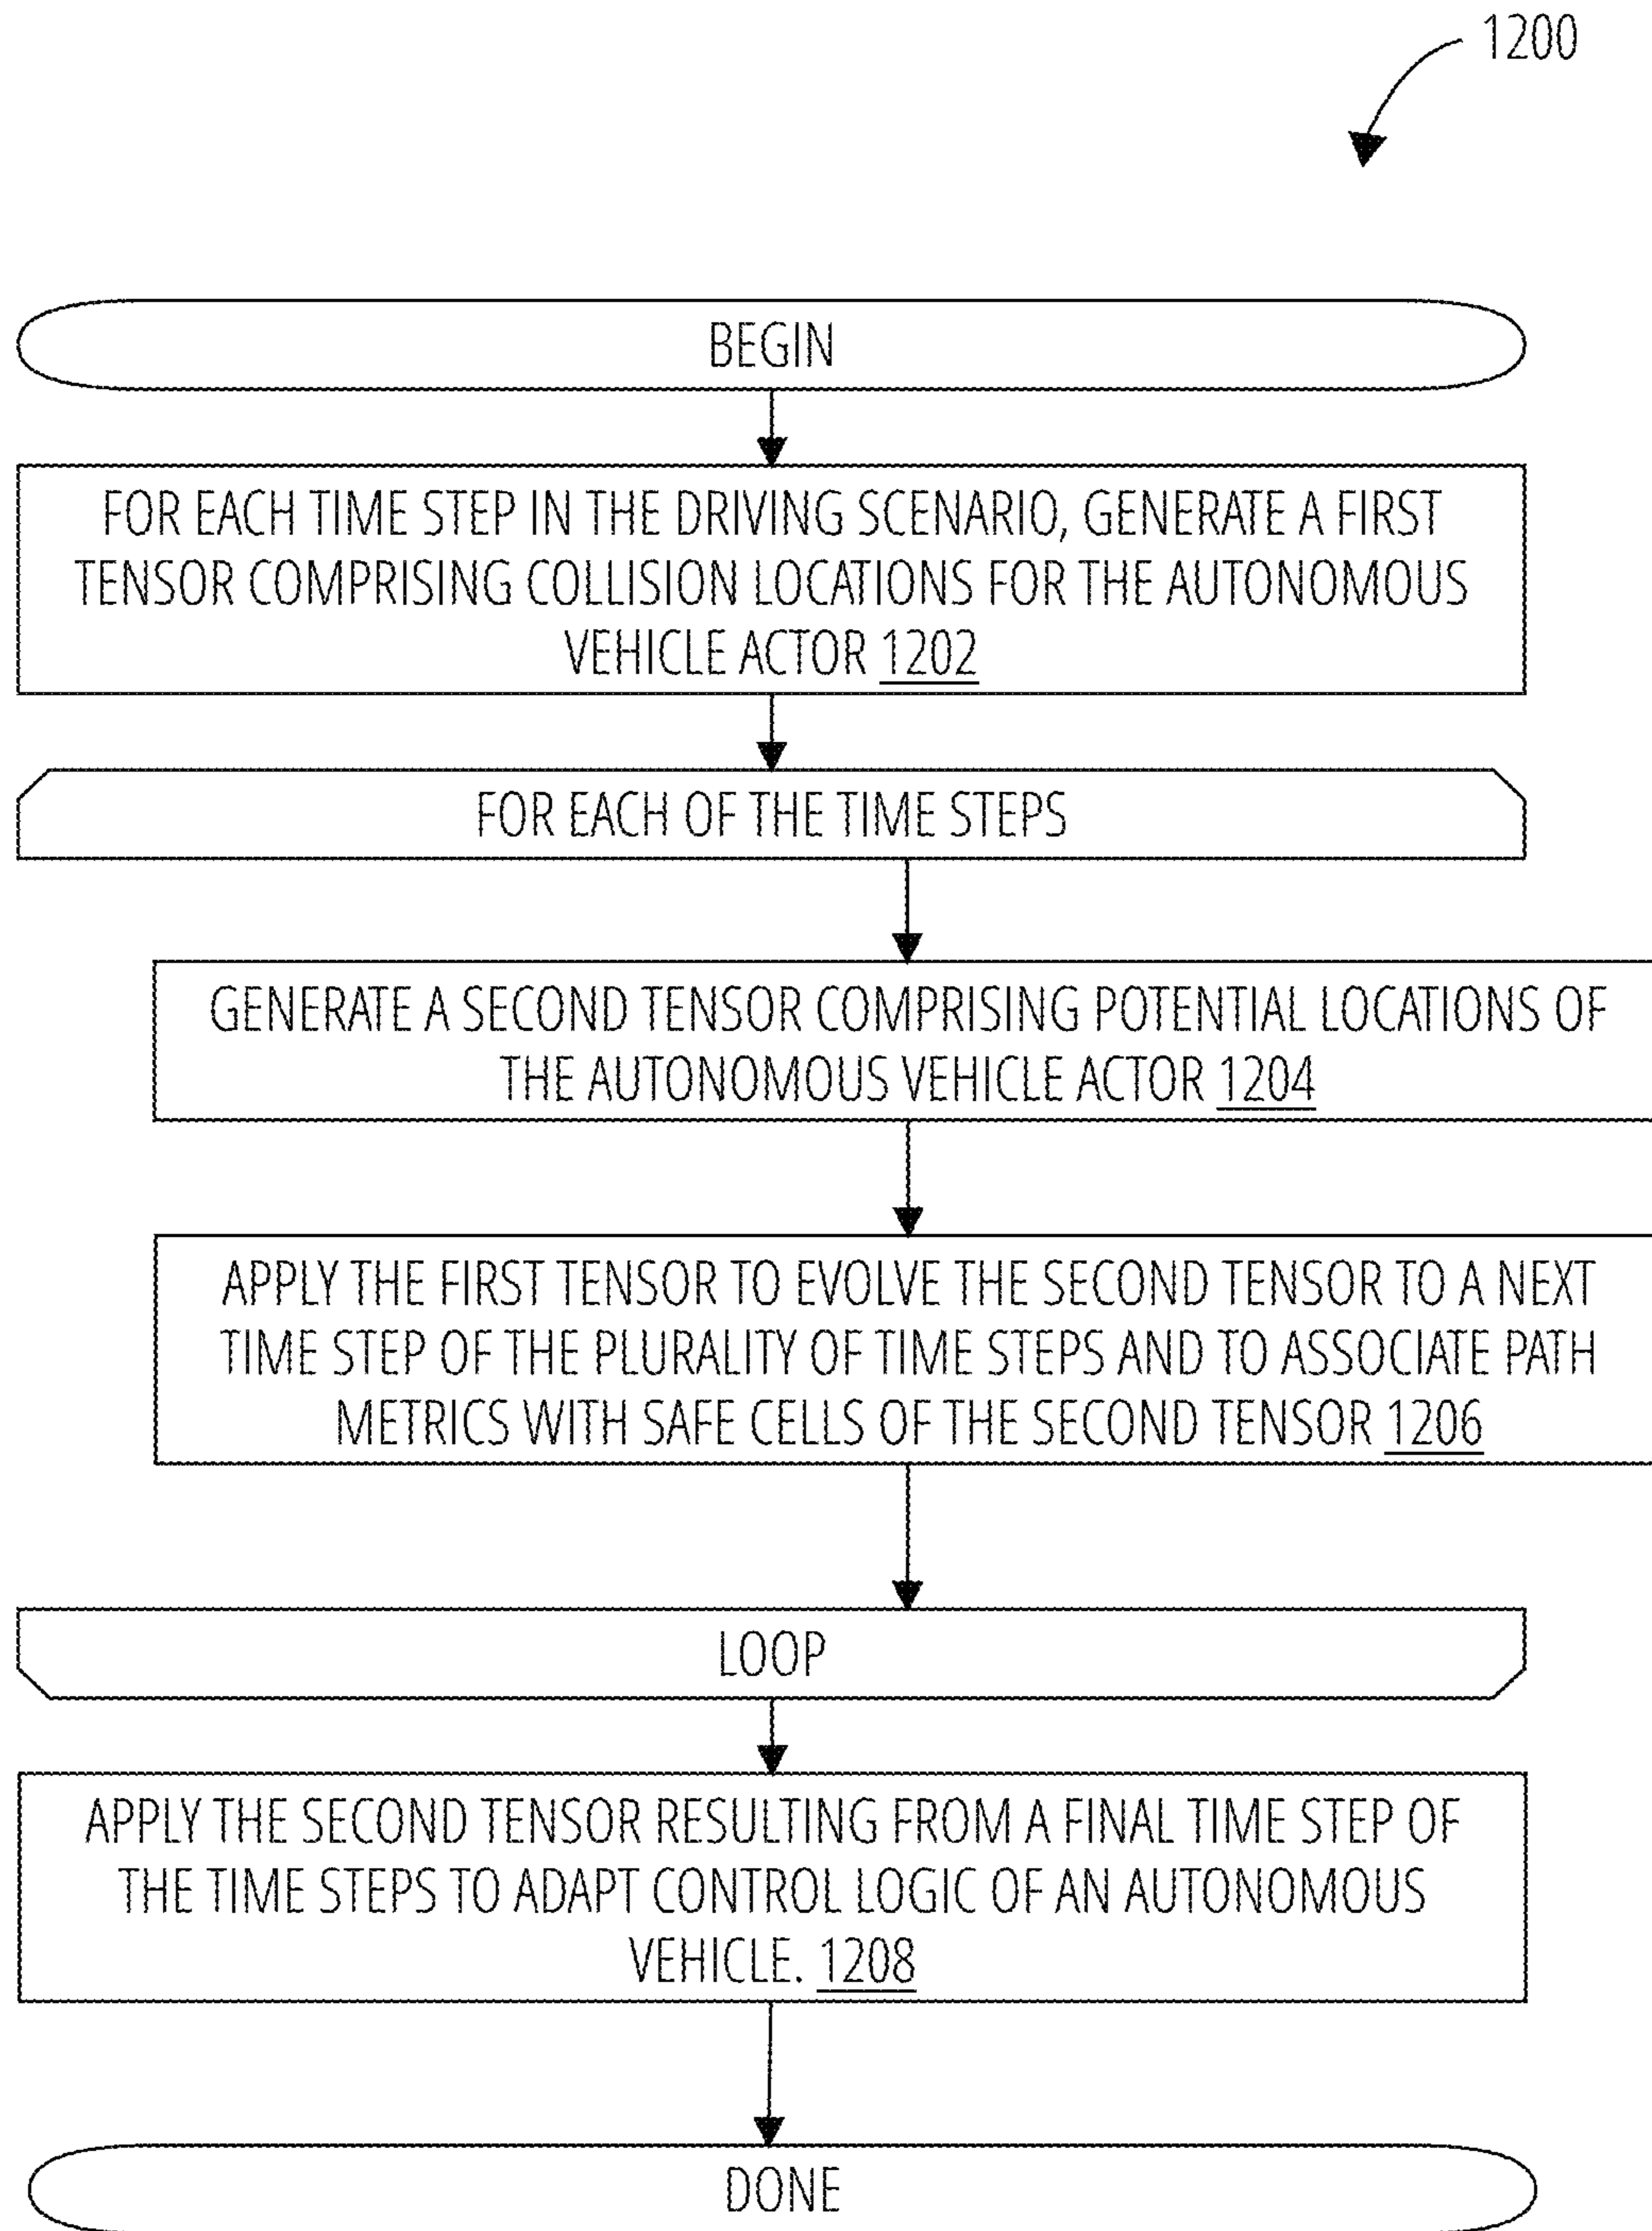 1200
BEGIN
FOR EACH TIME STEP IN THE DRIVING SCENARIO, GENERATE A FIRST
TENSOR COMPRISING COLLISION LOCATIONS FOR THE AUTONOMOUS
VEHICLE ACTOR 1202
FOR EACH OF THE TIME STEPS
GENERATE A SECOND TENSOR COMPRISING POTENTIAL LOCATIONS OF
THE AUTONOMOUS VEHICLE ACTOR 1204
APPLY THE FIRST TENSOR TO EVOLVE THE SECOND TENSOR TO A NEXT
TIME STEP OF THE PLURALITY OF TIME STEPS AND TO ASSOCIATE PATH
METRICS WITH SAFE CELLS OF THE SECOND TENSOR 1206
LOOP
APPLY THE SECOND TENSOR RESULTING FROM A FINAL TIME STEP OF
THE TIME STEPS TO ADAPT CONTROL LOGIC OF AN AUTONOMOUS
VEHICLE. 1208
DONE